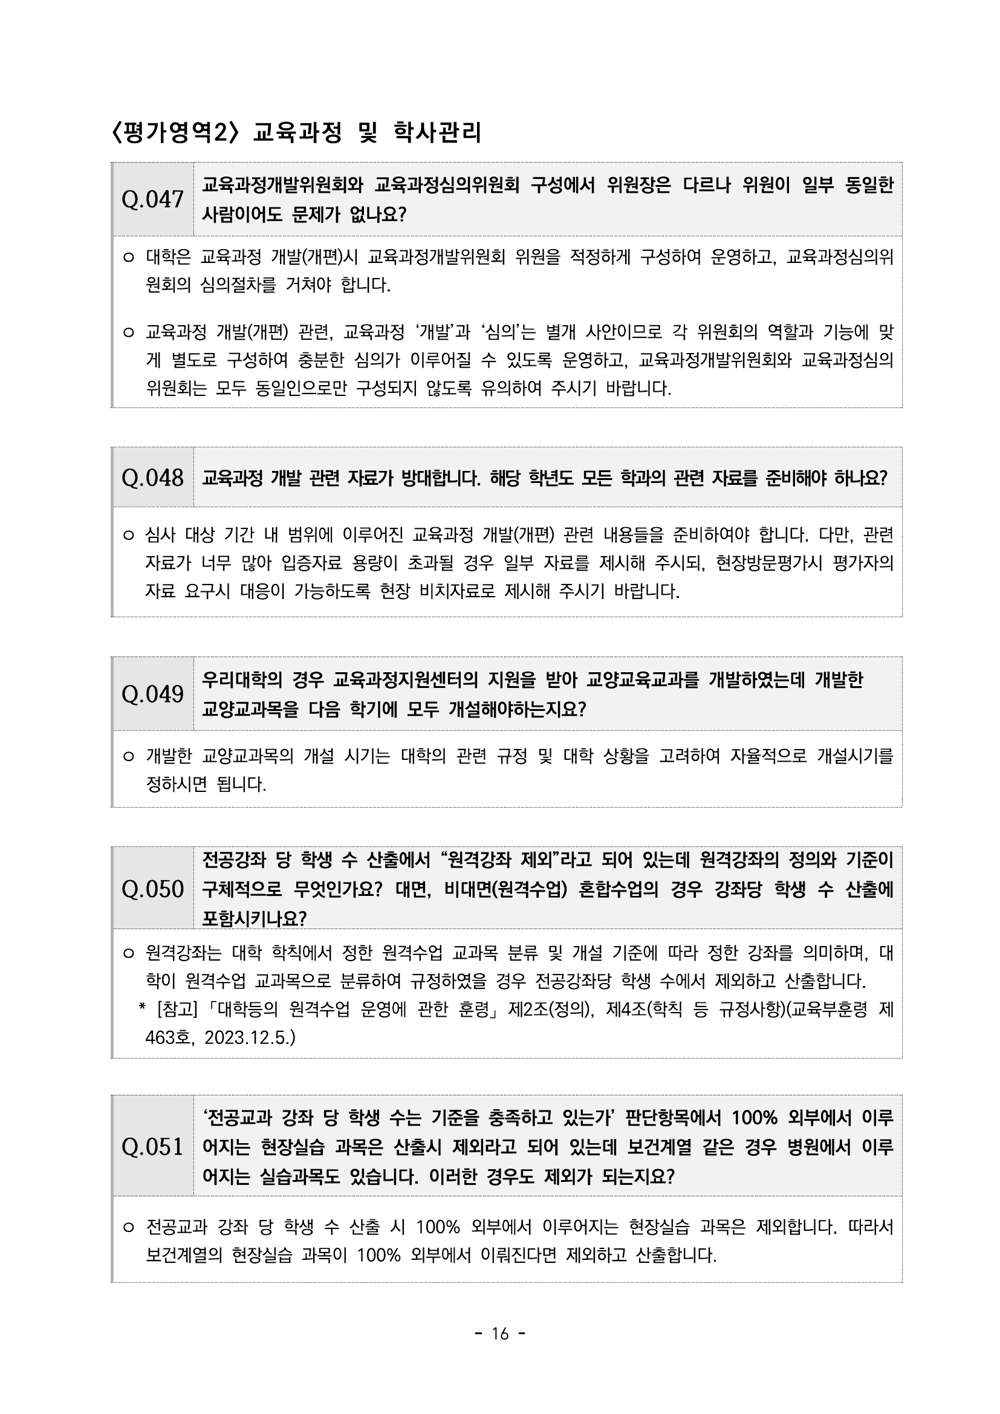 <평가영역2> 교육과정 및 학사관리
Q.047
교육과정개발위원회와 교육과정심의위원회 구성에서 위원장은 다르나 위원이 일부 동일한
사람이어도 문제가 없나요?
ㅇ 대학은 교육과정 개발(개편)시 교육과정개발위원회 위원을 적정하게 구성하여 운영하고, 교육과정심의위
원회의 심의절차를 거쳐야 합니다.
ㅇ 교육과정 개발(개편) 관련, 교육과정 ‘개발’과 ‘심의’는 별개 사안이므로 각 위원회의 역할과 기능에 맞
게 별도로 구성하여 충분한 심의가 이루어질 수 있도록 운영하고, 교육과정개발위원회와 교육과정심의
위원회는 모두 동일인으로만 구성되지 않도록 유의하여 주시기 바랍니다.
Q.048
교육과정 개발 관련 자료가 방대합니다. 해당 학년도 모든 학과의 관련 자료를 준비해야 하나요?
ㅇ 심사 대상 기간 내 범위에 이루어진 교육과정 개발(개편) 관련 내용들을 준비하여야 합니다. 다만, 관련
자료가 너무 많아 입증자료 용량이 초과될 경우 일부 자료를 제시해 주시되, 현장방문평가시 평가자의
자료 요구시 대응이 가능하도록 현장 비치자료로 제시해 주시기 바랍니다.
Q.049
우리대학의 경우 교육과정지원센터의 지원을 받아 교양교육교과를 개발하였는데 개발한
교양교과목을 다음 학기에 모두 개설해야하는지요?
ㅇ 개발한 교양교과목의 개설 시기는 대학의 관련 규정 및 대학 상황을 고려하여 자율적으로 개설시기를
정하시면 됩니다.
Q.050
전공강좌 당 학생 수 산출에서 “원격강좌 제외”라고 되어 있는데 원격강좌의 정의와 기준이
구체적으로 무엇인가요? 대면, 비대면(원격수업) 혼합수업의 경우 강좌당 학생 수 산출에
포함시키나요?
ㅇ 원격강좌는 대학 학칙에서 정한 원격수업 교과목 분류 및 개설 기준에 따라 정한 강좌를 의미하며, 대
학이 원격수업 교과목으로 분류하여 규정하였을 경우 전공강좌당 학생 수에서 제외하고 산출합니다.
* [참고]「대학등의 원격수업 운영에 관한 훈령」제2조(정의), 제4조(학칙 등 규정사항)(교육부훈령 제
463호, 2023.12.5.)
Q.051
‘전공교과 강좌 당 학생 수는 기준을 충족하고 있는가’ 판단항목에서 100% 외부에서 이루
어지는 현장실습 과목은 산출시 제외라고 되어 있는데 보건계열 같은 경우 병원에서 이루
어지는 실습과목도 있습니다. 이러한 경우도 제외가 되는지요?
ㅇ 전공교과 강좌 당 학생 수 산출 시 100% 외부에서 이루어지는 현장실습 과목은 제외합니다. 따라서
보건계열의 현장실습 과목이 100% 외부에서 이뤄진다면 제외하고 산출합니다.
- 16 -